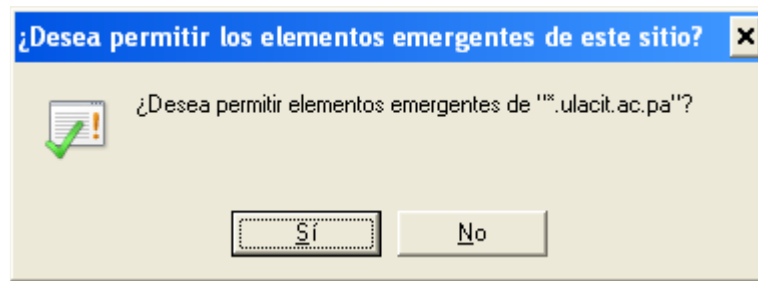 ¿Desea permitir los elementos emergentes de este sitio?
¿Desea permitir elementos emergentes de "*.ulacit.ac.pa"?
Sí No